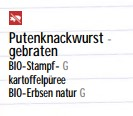 Putenknackwurst -
gebraten
BIO-Stampf- G
kartoffelpüree
BIO-Erbsen natur G